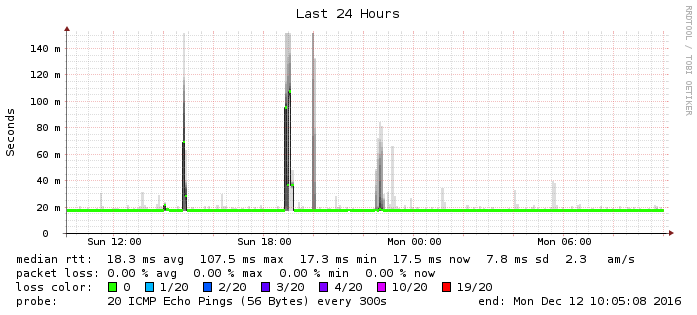 Last 24 Hours
RRDTOOL / TOBI OETIKER
Seconds
140 m
120 m
100 m
80 m
60 m
40 m
20 m
0
Sun 12:00 Sun 18:00 Mon 00:00 Mon 06:00
median rtt: 18.3 ms avg 107.5 ms max 17.3 ms min 17.5 ms now 7.8 ms sd 2.3 am/s
packet loss: 0.00 % avg 0.00 % max 0.00 % min 0.00 % now
loss color: 0 1/20 2/20 3/20 4/20 10/20 19/20
probe: 20 ICMP Echo Pings (56 Bytes) every 300s end: Mon Dec 12 10:05:08 2016